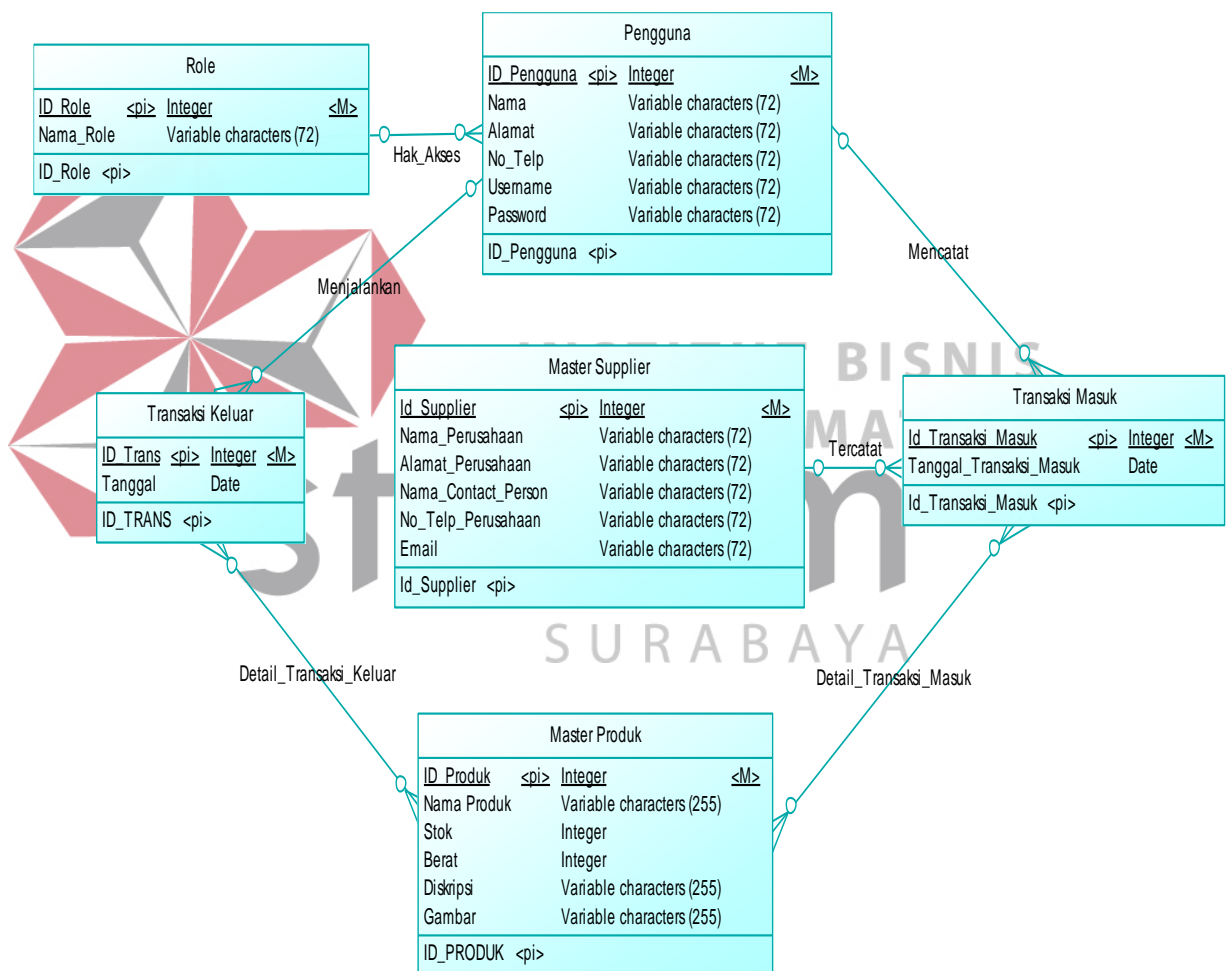 Role
ID_Role <pi> Integer <M>
Nama_Role Variable characters (72)
ID_Role <pi>
Pengguna
ID_Pengguna <pi> Integer <M>
Nama Variable characters (72)
Alamat Variable characters (72)
No_Telp Variable characters (72)
Username Variable characters (72)
Password Variable characters (72)
ID_Pengguna <pi>
Hak_Akses
Menjalankan
Mencatat
BISNIS
Master Supplier
Id_Supplier <pi> Integer <M>
Nama_Perusahaan Variable characters (72)
Alamat_Perusahaan Variable characters (72)
Nama_Contact_Person Variable characters (72)
No_Telp_Perusahaan Variable characters (72)
Email Variable characters (72)
Id_Supplier <pi>
Transaksi Keluar
ID_Trans <pi> Integer <M>
Tanggal Date
ID_TRANS <pi>
Tercatat
Transaksi Masuk
Id_Transaksi_Masuk <pi> Integer <M>
Tanggal_Transaksi_Masuk Date
Id_Transaksi_Masuk <pi>
SURABAYA
Detail_Transaksi_Keluar
Detail_Transaksi_Masuk
Master Produk
ID_Produk <pi> Integer <M>
Nama Produk Variable characters (255)
Stok Integer
Berat Integer
Diskripsi Variable characters (255)
Gambar Variable characters (255)
ID_PRODUK <pi>